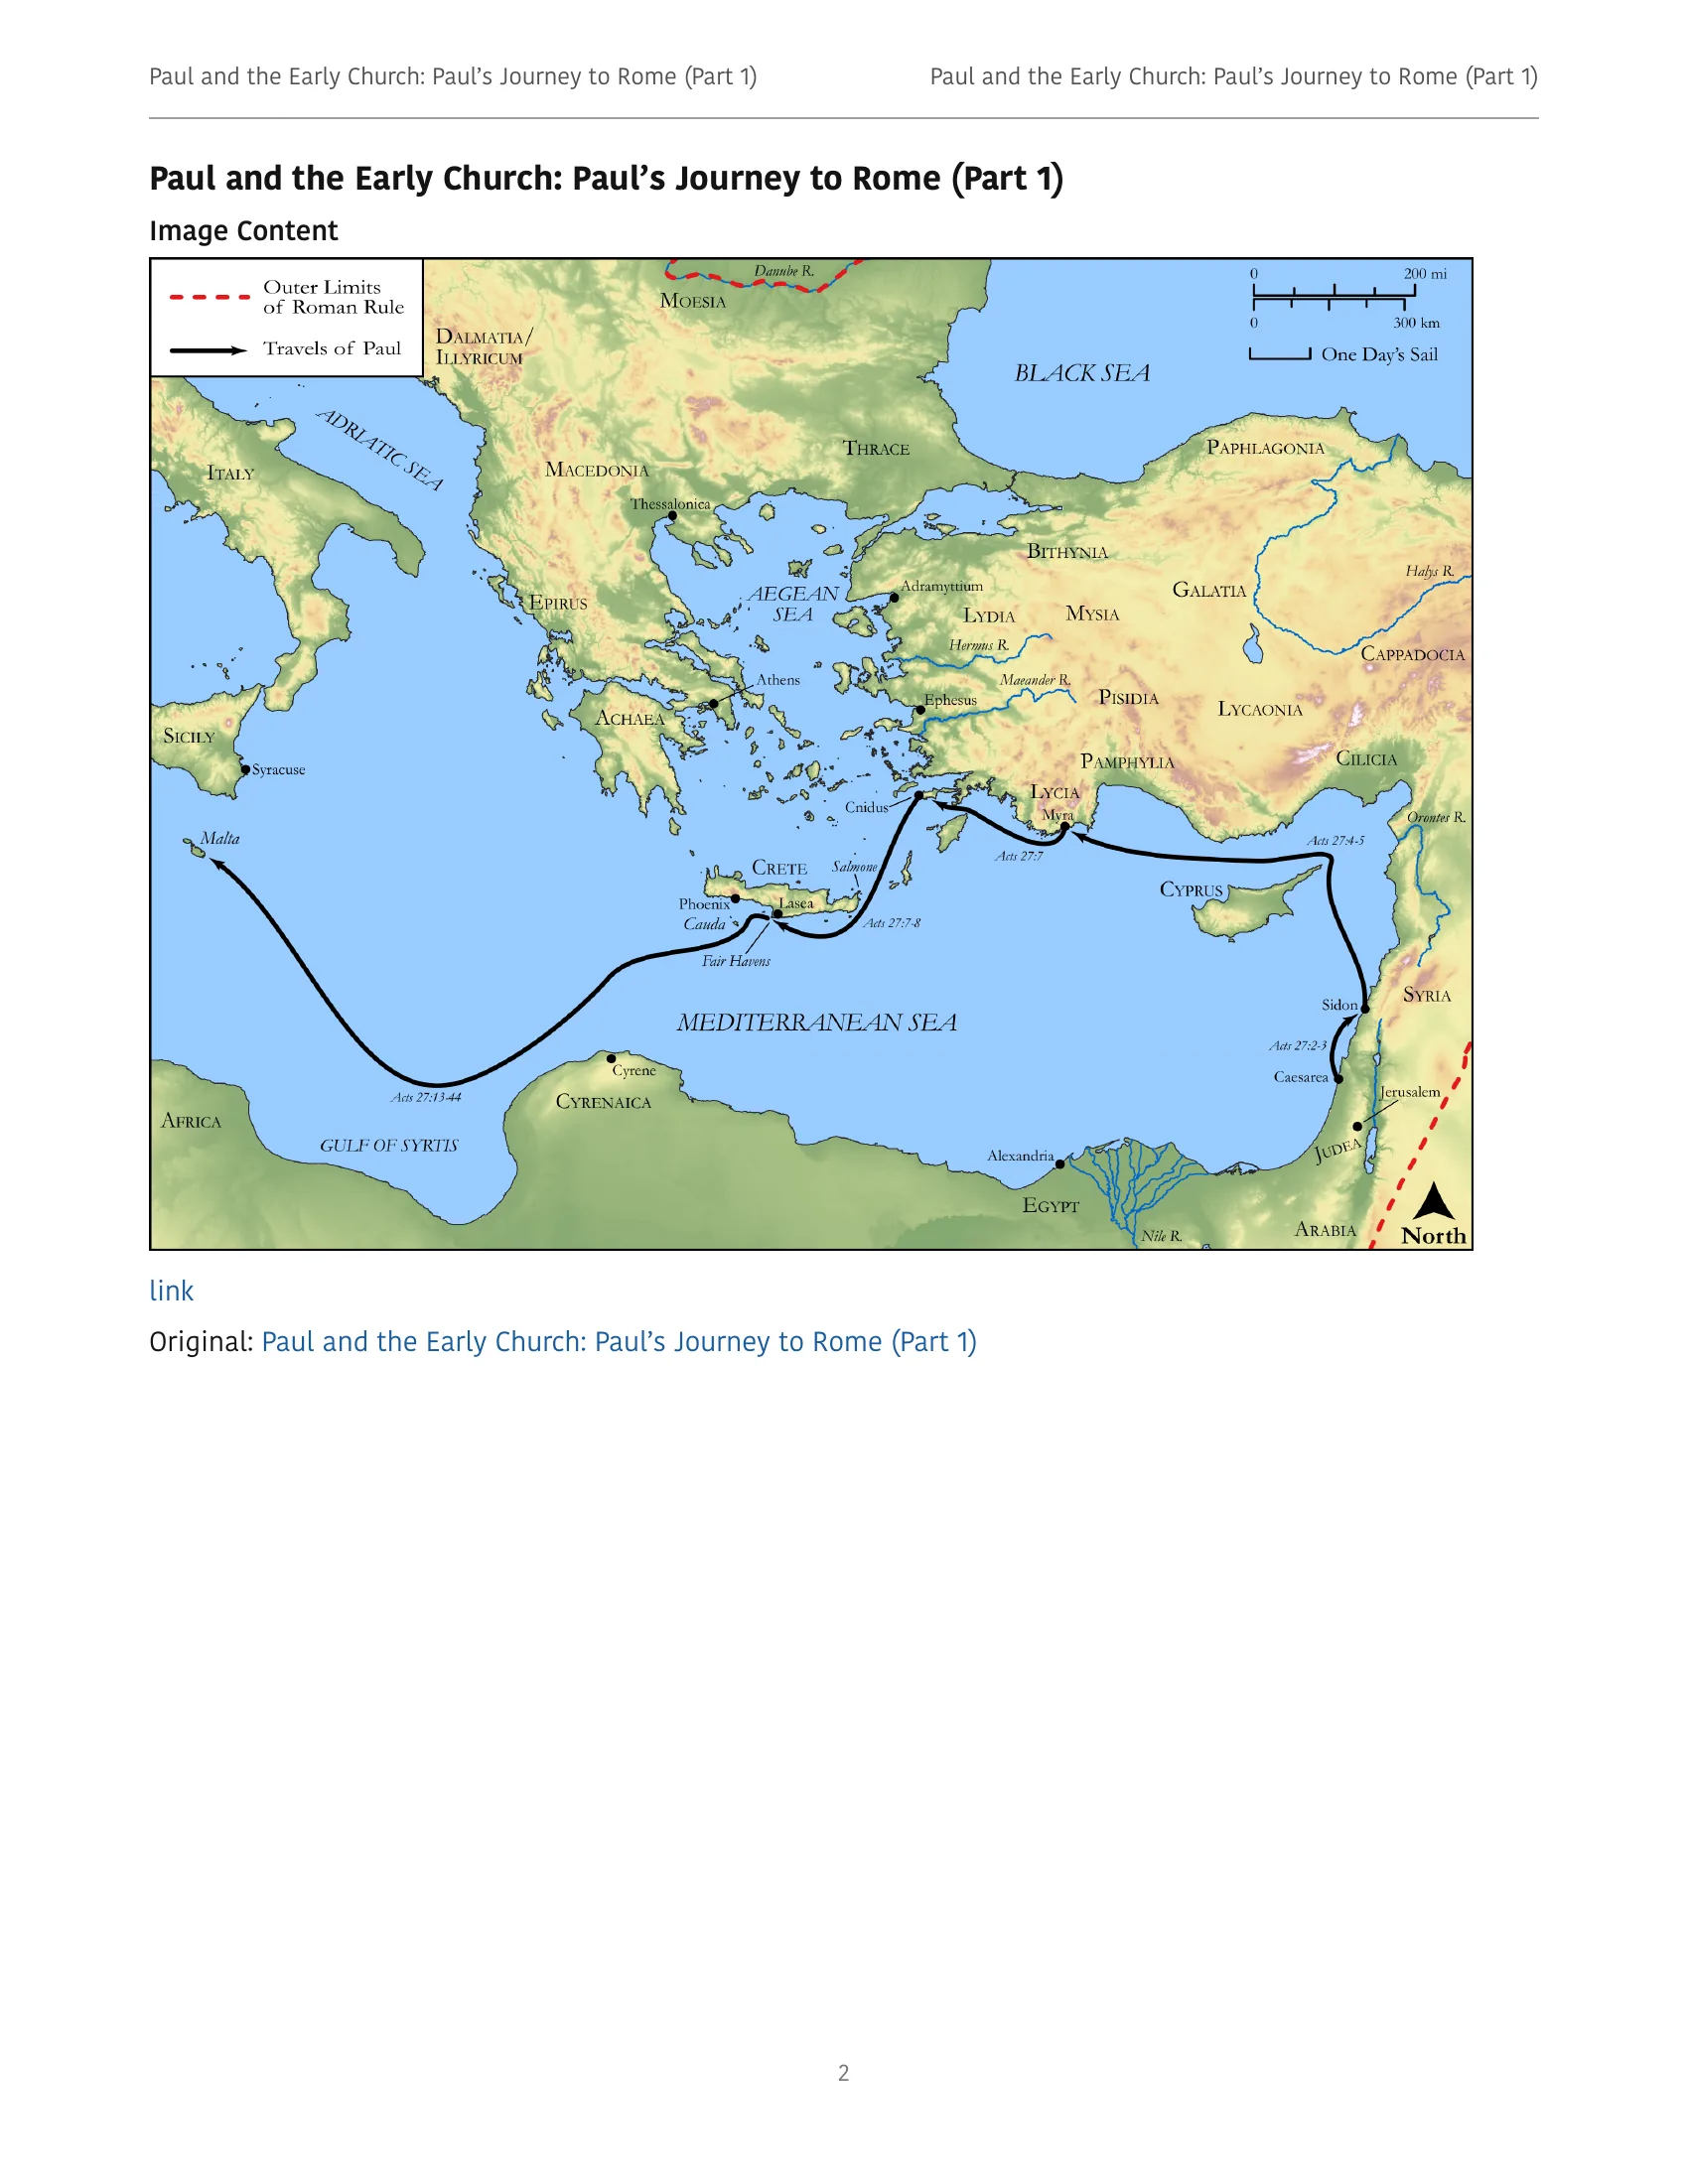 Paul and the Early Church: Paul's Journey to Rome (Part 1)
Paul and the Early Church: Paul's Journey to Rome (Part 1)
Paul and the Early Church: Paul's Journey to Rome (Part 1)
Image Content
Outer Limits
of Roman Rule
Travels of Paul
Danube R.
MOESIA
DALMATIA/
ILLYRICUM
0
200 mi
0
300 km
One Day's Sail
BLACK SEA
ADRIATIC SEA
ITALY
MACEDONIA
THRACE
PAPHLAGONIA
Thessalonica
BITHYNIA
Halys R.
GALATIA
Adramyttium
AEGEAN
SEA
EPIRUS
LYDIA
MYSIA
Hermus R.
CAPPADOCIA
Athens
Maeander R.
PISIDIA
Ephesus
LYCAONIA
ACHAEA
SICILY
Syracuse
PAMPHYLIA
CILICIA
LYCIA
Cnidus
Myra
Orontes R.
Malta
Acts 27:4-5
Acts 27:7
CRETE
Salmone
CYPRUS
Phoenix
Lasea
Cauda
Acts 27:7-8
Fair Havens
SYRIA
Sidon
MEDITERRANEAN SEA
Acts 27:2-3
Cyrene
Caesarea
Jerusalem
Acts 27:13-44
CYRENAICA
AFRICA
GULF OF SYRTIS
JUDEA
Alexandria
EGYPT
ARABIA
Nile R.
North
link
Original: Paul and the Early Church: Paul's Journey to Rome (Part 1)
2